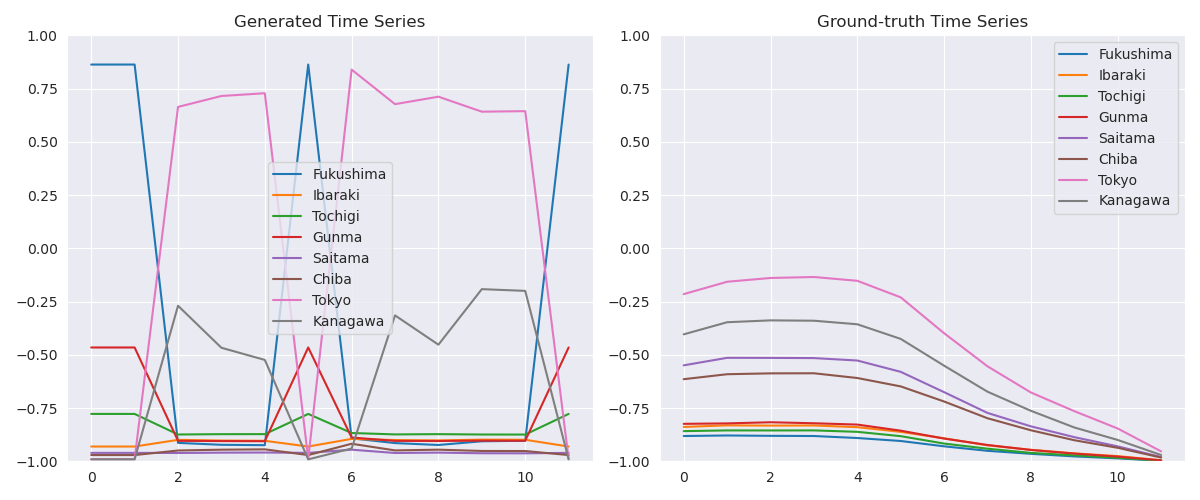 Generated Time Series
1.00
0.75
0.50
0.25
0.00
−0.25
−0.50
−0.75
−1.00
0 2 4 6 8 10
Fukushima
Ibaraki
Tochigi
Gunma
Saitama
Chiba
Tokyo
Kanagawa
Ground-truth Time Series
1.00
0.75
0.50
0.25
0.00
−0.25
−0.50
−0.75
−1.00
0 2 4 6 8 10
Fukushima
Ibaraki
Tochigi
Gunma
Saitama
Chiba
Tokyo
Kanagawa